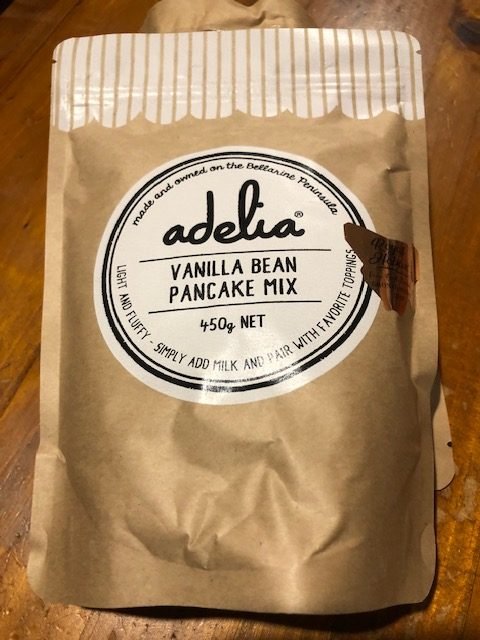 made and owned on the Bellarine Peninsula
adelia®
VANILLA BEAN
PANCAKE MIX
450g NET
LIGHT AND FLUFFY - SIMPLY ADD MILK AND PAIR WITH FAVORITE TOPPINGS